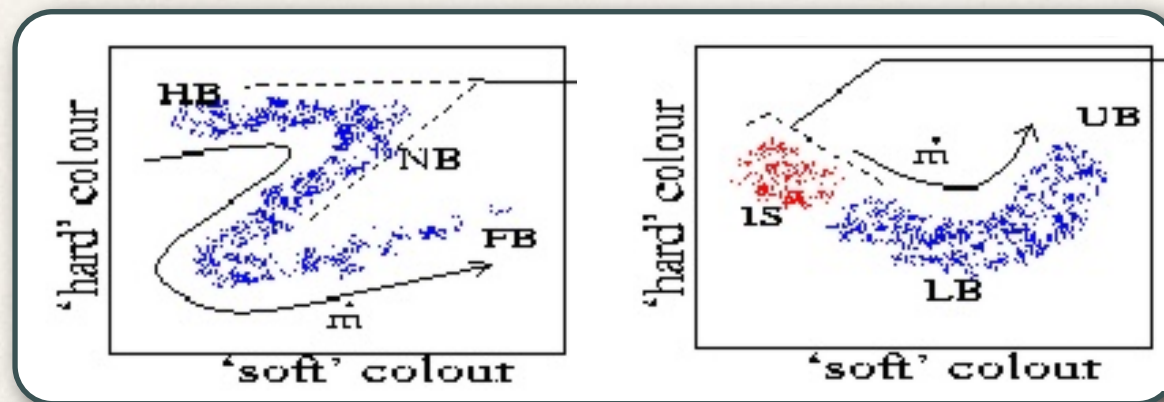 HB
NB
FB
ṁ
'hard' colour
'soft' colout
UB
ṁ
IS
LB
'hard' colour
'soft' colout